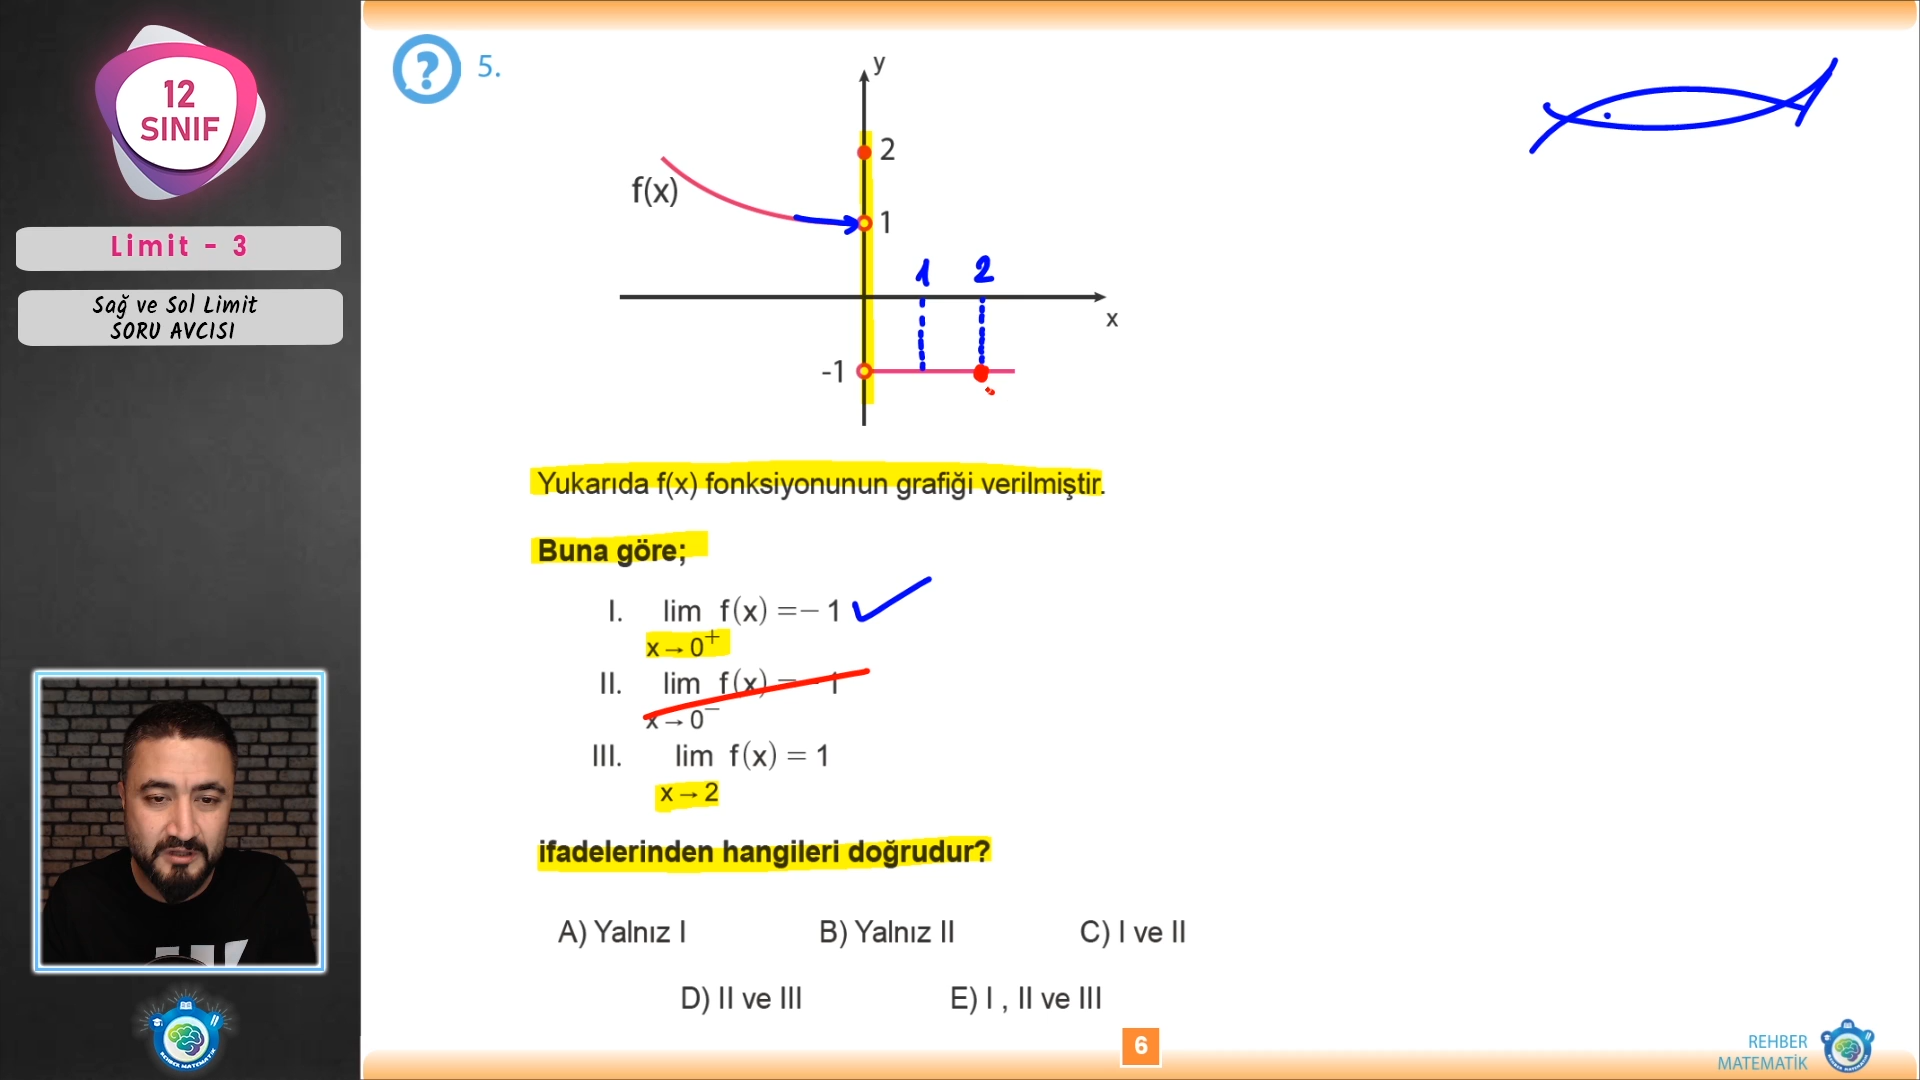 12
SINIF
Limit - 3
Sağ ve Sol Limit
SORU AVCISI
5.
y
2
f(x)
1
1 2
x
-1
Yukarıda f(x) fonksiyonunun grafiği verilmiştir.
Buna göre;
I. lim f(x) = - 1
x → 0⁺
II. lim f(x) = - 1
x → 0⁻
III. lim f(x) = 1
x → 2
ifadelerinden hangileri doğrudur?
A) Yalnız I B) Yalnız II C) I ve II
D) II ve III E) I , II ve III
6
REHBER
MATEMATİK
REHBER MATEMATİK